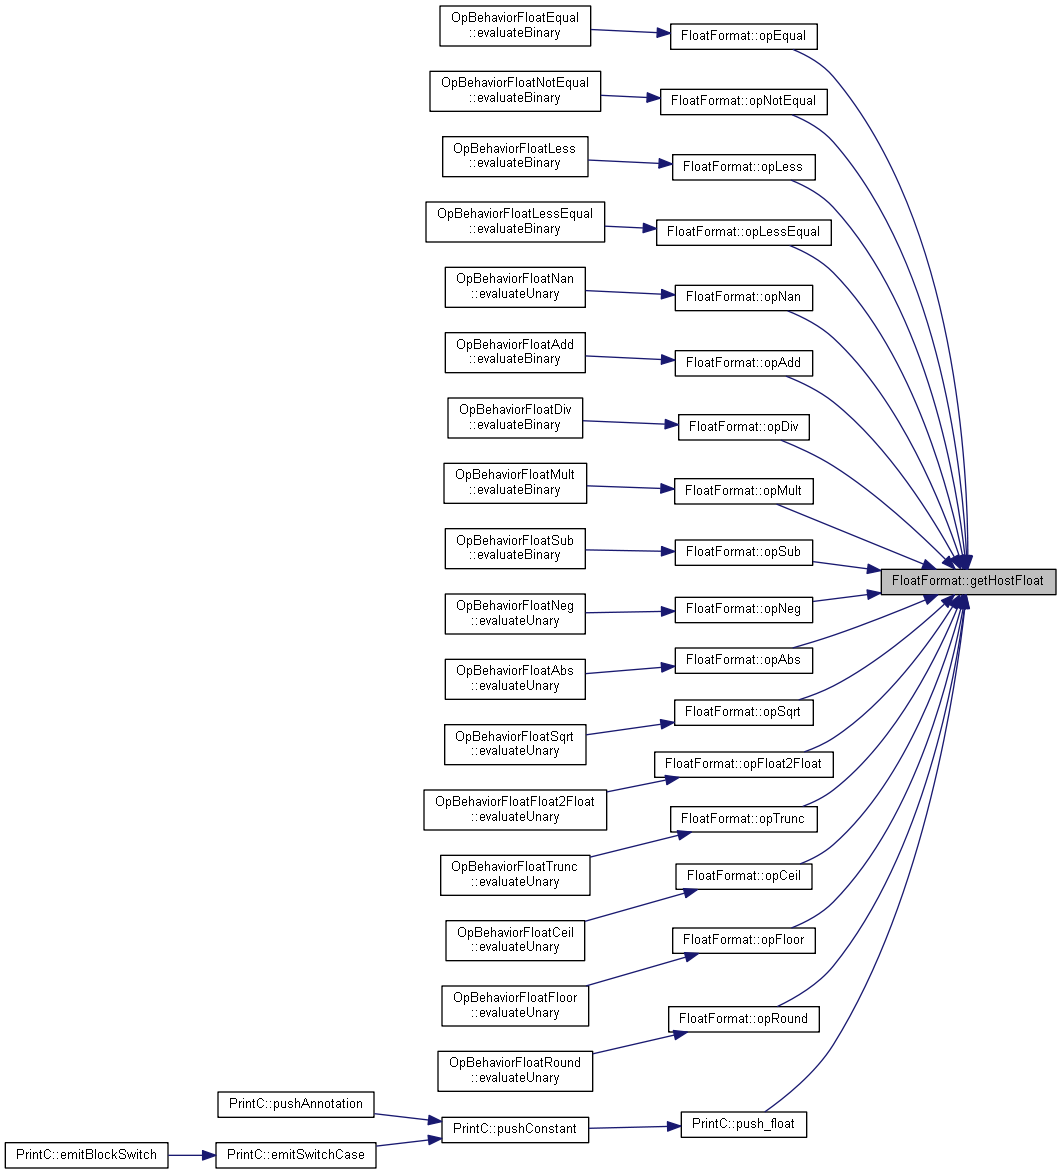 OpBehaviorFloatEqual
::evaluateBinary
FloatFormat::opEqual
OpBehaviorFloatNotEqual
::evaluateBinary
FloatFormat::opNotEqual
OpBehaviorFloatLess
::evaluateBinary
FloatFormat::opLess
OpBehaviorFloatLessEqual
::evaluateBinary
FloatFormat::opLessEqual
OpBehaviorFloatNan
::evaluateUnary
FloatFormat::opNan
OpBehaviorFloatAdd
::evaluateBinary
FloatFormat::opAdd
OpBehaviorFloatDiv
::evaluateBinary
FloatFormat::opDiv
OpBehaviorFloatMult
::evaluateBinary
FloatFormat::opMult
OpBehaviorFloatSub
::evaluateBinary
FloatFormat::opSub
FloatFormat::getHostFloat
OpBehaviorFloatNeg
::evaluateUnary
FloatFormat::opNeg
OpBehaviorFloatAbs
::evaluateUnary
FloatFormat::opAbs
OpBehaviorFloatSqrt
::evaluateUnary
FloatFormat::opSqrt
OpBehaviorFloatFloat2Float
::evaluateUnary
FloatFormat::opFloat2Float
OpBehaviorFloatTrunc
::evaluateUnary
FloatFormat::opTrunc
OpBehaviorFloatCeil
::evaluateUnary
FloatFormat::opCeil
OpBehaviorFloatFloor
::evaluateUnary
FloatFormat::opFloor
OpBehaviorFloatRound
::evaluateUnary
FloatFormat::opRound
PrintC::pushAnnotation
PrintC::pushConstant
PrintC::push_float
PrintC::emitBlockSwitch
PrintC::emitSwitchCase